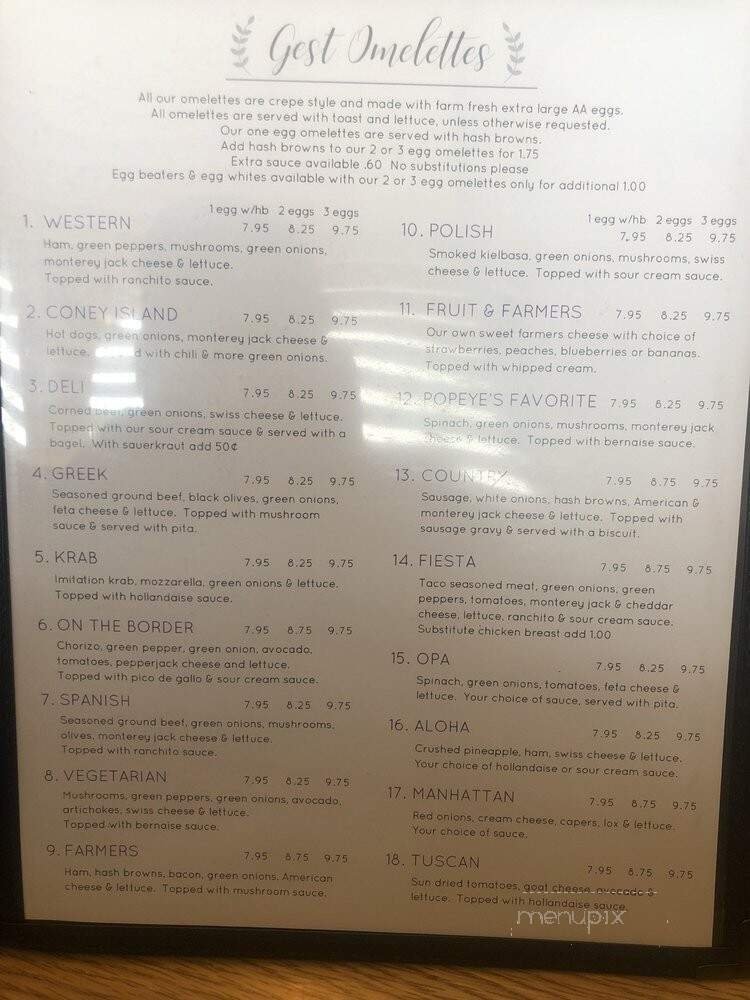 Gest Omelettes
All our omelettes are crepe style and made with farm fresh extra large AA eggs.
All omelettes are served with toast and lettuce, unless otherwise requested.
Our one egg omelettes are served with hash browns.
Add hash browns to our 2 or 3 egg omelettes for 1.75
Extra sauce available .60 No substitutions please
Egg beaters & egg whites available with our 2 or 3 egg omelettes only for additional 1.00
1 egg w/hb 2 eggs 3 eggs
1. WESTERN 7.95 8.25 9.75
Ham, green peppers, mushrooms, green onions,
monterey jack cheese & lettuce.
Topped with ranchito sauce.
2. CONEY ISLAND 7.95 8.25 9.75
Hot dogs, green onions, monterey jack cheese &
lettuce. with chili & more green onions.
3. DELI 7.95 8.25 9.75
Corned beef, green onions, swiss cheese & lettuce.
Topped with our sour cream sauce & served with a
bagel. With sauerkraut add 50¢
4. GREEK 7.95 8.25 9.75
Seasoned ground beef, black olives, green onions,
feta cheese & lettuce. Topped with mushroom
sauce & served with pita.
5. KRAB 7.95 8.25 9.75
Imitation krab, mozzarella, green onions & lettuce.
Topped with hollandaise sauce.
6. ON THE BORDER 7.95 8.75 9.75
Chorizo, green pepper, green onion, avocado,
tomatoes, pepperjack cheese and lettuce.
Topped with pico de gallo & sour cream sauce.
7. SPANISH 7.95 8.25 9.75
Seasoned ground beef, green onions, mushrooms,
olives, monterey jack cheese & lettuce.
Topped with ranchito sauce.
8. VEGETARIAN 7.95 8.25 9.75
Mushrooms, green peppers, green onions, avocado,
artichokes, swiss cheese & lettuce.
Topped with bernaise sauce.
9. FARMERS 7.95 8.75 9.75
Ham, hash browns, bacon, green onions, American
cheese & lettuce. Topped with mushroom sauce.
1 egg w/hb 2 eggs 3 eggs
10. POLISH 7.95 8.25 9.75
Smoked kielbasa, green onions, mushrooms, swiss
cheese & lettuce. Topped with sour cream sauce.
11. FRUIT & FARMERS 7.95 8.25 9.75
Our own sweet farmers cheese with choice of
strawberries, peaches, blueberries or bananas.
Topped with whipped cream.
12. POPEYE'S FAVORITE 7.95 8.25 9.75
Spinach, green onions, mushrooms, monterey jack
cheese & lettuce. Topped with bernaise sauce.
13. COUNTRY 7.95 8.75 9.75
Sausage, white onions, hash browns, American &
monterey jack cheese & lettuce. Topped with
sausage gravy & served with a biscuit.
14. FIESTA 7.95 8.75 9.75
Taco seasoned meat, green onions, green
peppers, tomatoes, monterey jack & cheddar
cheese, lettuce, ranchito & sour cream sauce.
Substitute chicken breast add 1.00
15. OPA 7.95 8.25 9.75
Spinach, green onions, tomatoes, feta cheese &
lettuce. Your choice of sauce, served with pita.
16. ALOHA 7.95 8.25 9.75
Crushed pineapple, ham, swiss cheese & lettuce.
Your choice of hollandaise or sour cream sauce.
17. MANHATTAN 7.95 8.75 9.75
Red onions, cream cheese, capers, lox & lettuce.
Your choice of sauce.
18. TUSCAN 7.95 8.75 9.75
Sun dried tomatoes, goat cheese, avocado &
lettuce. Topped with hollandaise sauce.
menupix